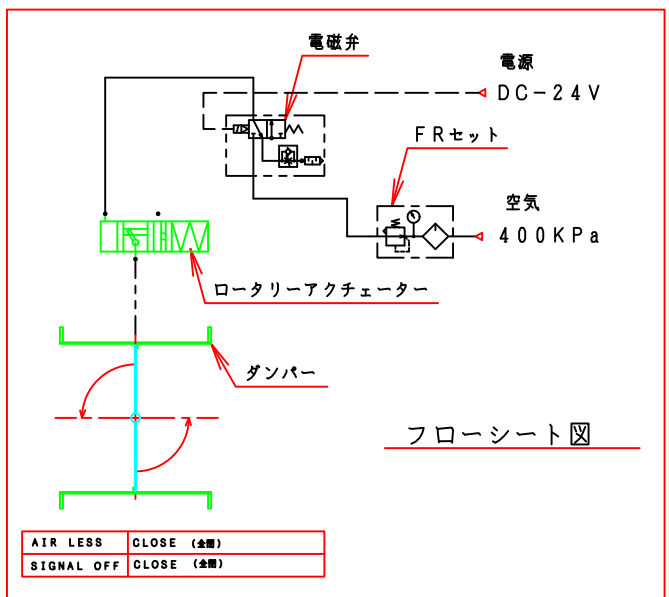 電磁弁
電源
DC-24V
FRセット
空気
400KPa
ロータリーアクチェーター
ダンパー
フローシート図
AIR LESS CLOSE (全閉)
SIGNAL OFF CLOSE (全閉)